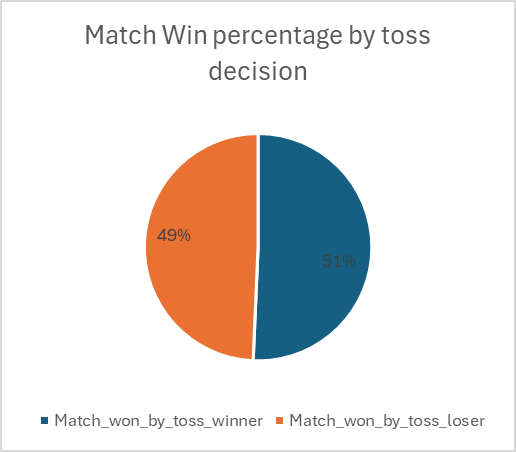 Match Win percentage by toss
decision
49%
51%
Match_won_by_toss_winner Match_won_by_toss_loser